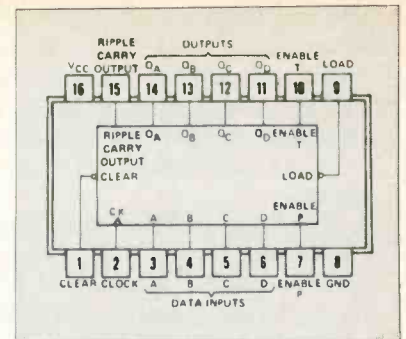 RIPPLE OUTPUTS
CARRY ENABLE
VCC OUTPUT QA QB QC QD T LOAD
16 15 14 13 12 11 10 9
RIPPLE QA QB QC QD ENABLE
CARRY T
OUTPUT
CLEAR LOAD
ENABLE
CK A B C D P
1 2 3 4 5 6 7 8
CLEAR CLOCK A B C D ENABLE GND
P
DATA INPUTS